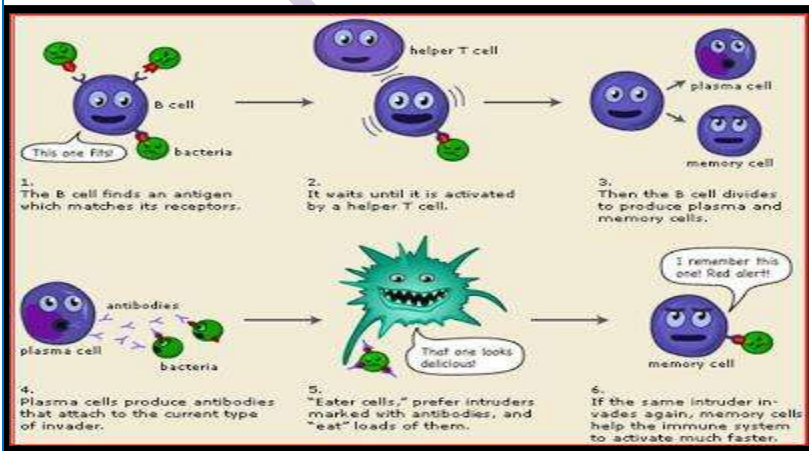 helper T cell
B cell
This one fits!
bacteria
plasma cell
memory cell
1.
The B cell finds an antigen
which matches its receptors.
2.
It waits until it is activated
by a helper T cell.
3.
Then the B cell divides
to produce plasma and
memory cells.
antibodies
plasma cell
bacteria
That one looks
delicious!
I remember this
one! Red alert!
memory cell
4.
Plasma cells produce antibodies
that attach to the current type
of invader.
5.
"Eater cells," prefer intruders
marked with antibodies, and
"eat" loads of them.
6.
If the same intruder in-
vades again, memory cells
help the immune system
to activate much faster.